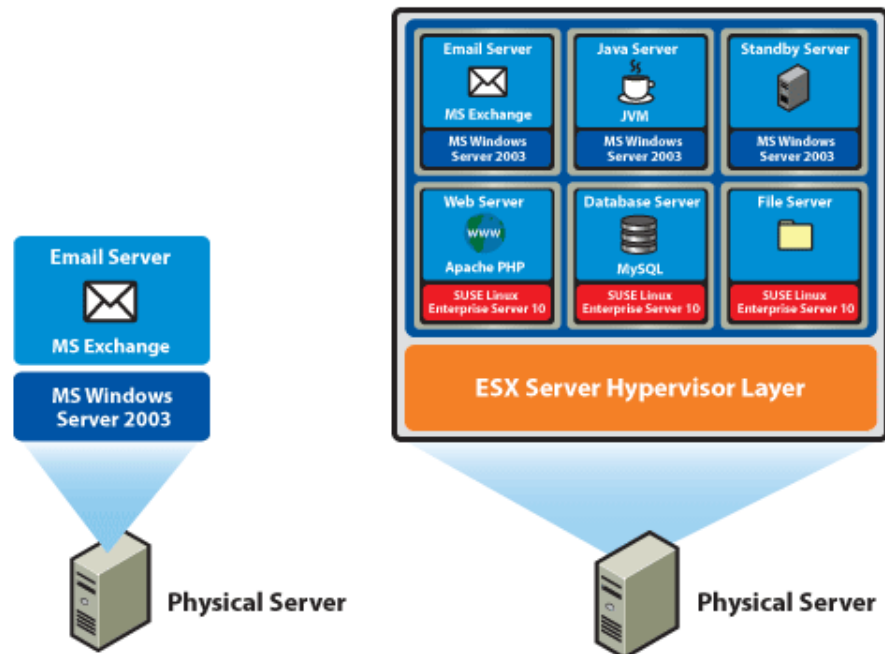 Email Server
MS Exchange
MS Windows
Server 2003
Physical Server
Email Server
MS Exchange
MS Windows
Server 2003
Java Server
JVM
MS Windows
Server 2003
Standby Server
MS Windows
Server 2003
Web Server
www
Apache PHP
SUSE Linux
Enterprise Server 10
Database Server
MySQL
SUSE Linux
Enterprise Server 10
File Server
SUSE Linux
Enterprise Server 10
ESX Server Hypervisor Layer
Physical Server